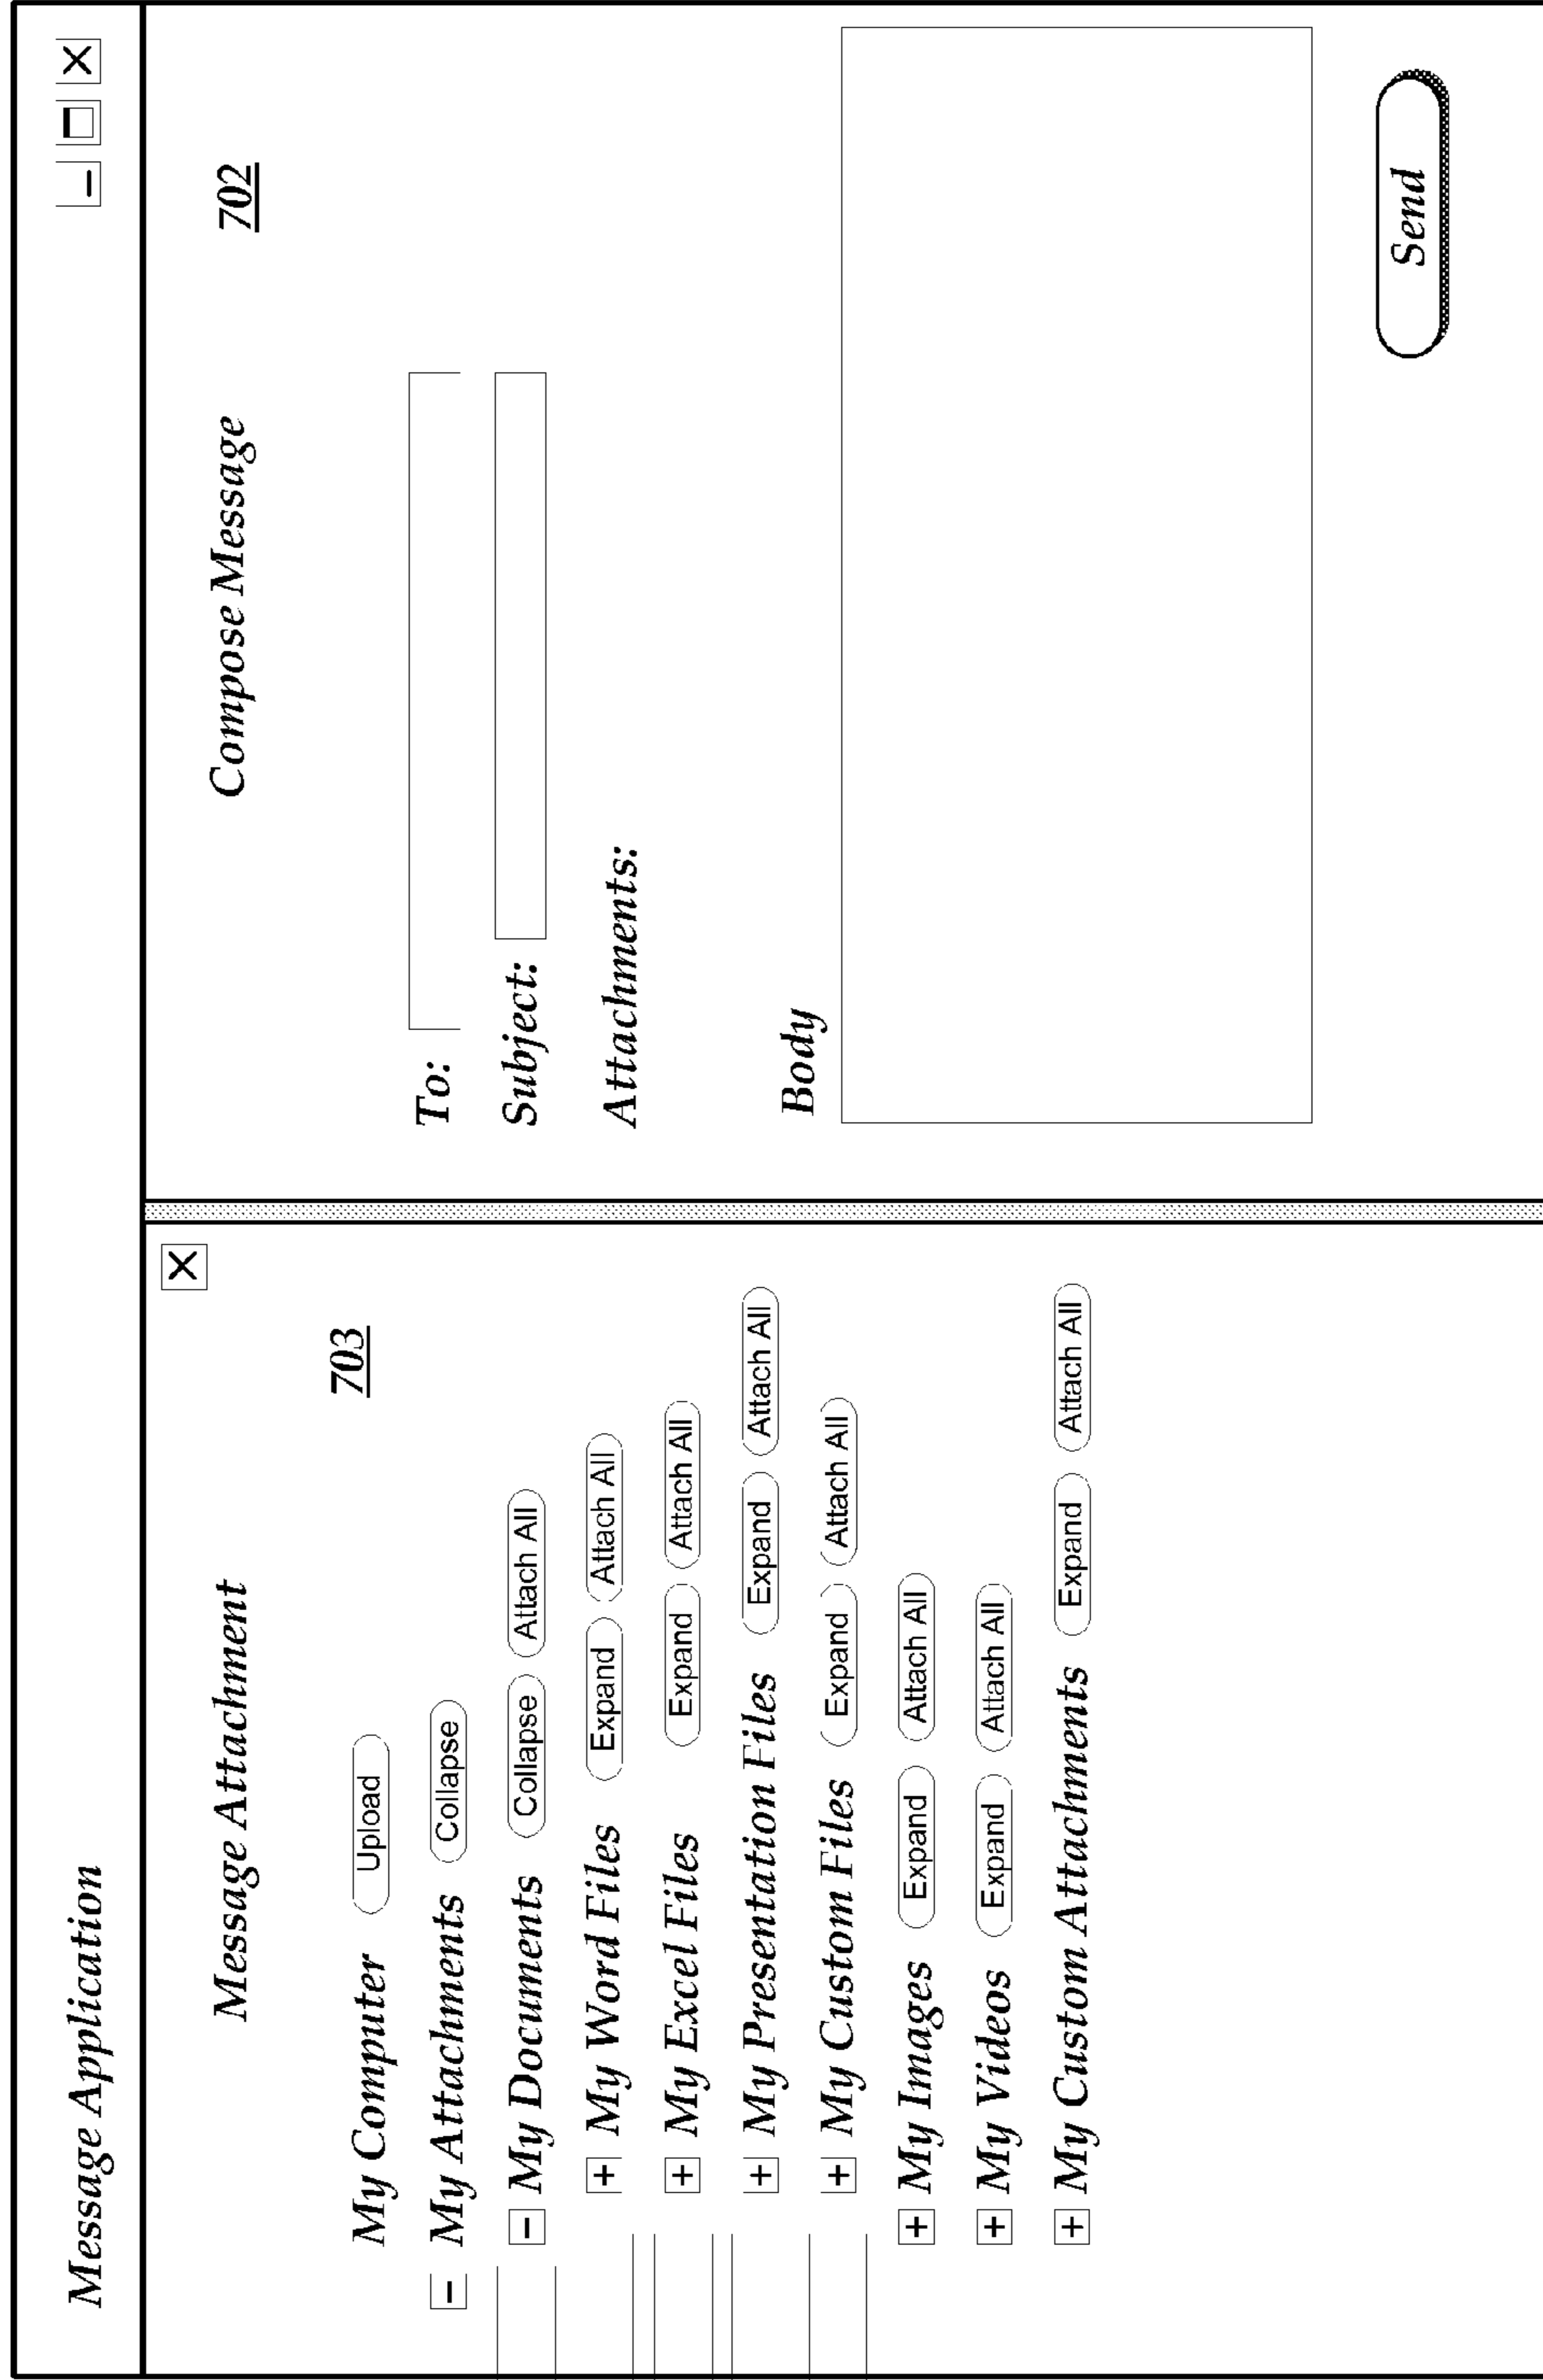 Message Application
Message Attachment
703
My Computer Upload
My Attachments Collapse
My Documents Collapse Attach All
My Word Files Expand Attach All
My Excel Files Expand Attach All
My Presentation Files Expand Attach All
My Custom Files Expand Attach All
My Images Expand Attach All
My Videos Expand Attach All
My Custom Attachments Expand Attach All
Compose Message
702
To:
Subject:
Attachments:
Body
Send